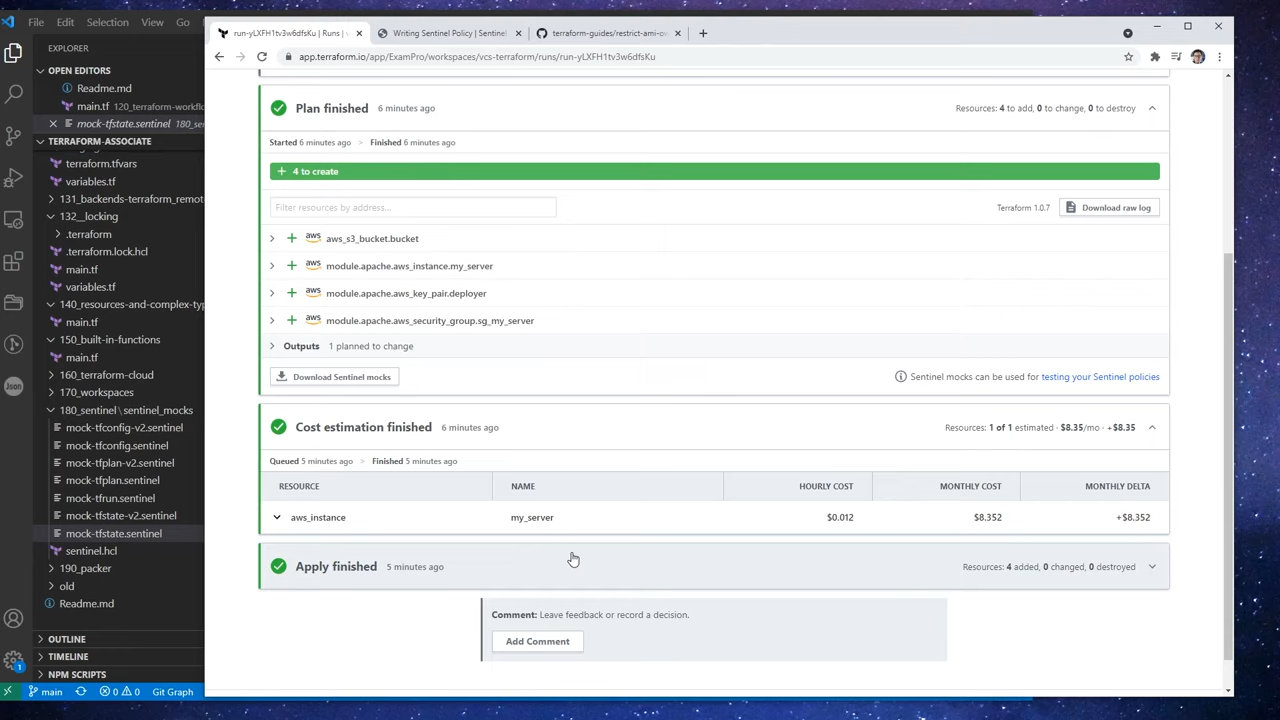 File Edit Selection View Go
EXPLORER
OPEN EDITORS
Readme.md
main.tf 120_terraform-workflo
mock-tfstate.sentinel 180_se
TERRAFORM-ASSOCIATE
terraform.tfvars
variables.tf
131_backends-terraform_remot
132__locking
.terraform
.terraform.lock.hcl
main.tf
variables.tf
140_resources-and-complex-typ
main.tf
150_built-in-functions
main.tf
160_terraform-cloud
170_workspaces
180_sentinel \ sentinel_mocks
mock-tfconfig-v2.sentinel
mock-tfconfig.sentinel
mock-tfplan-v2.sentinel
mock-tfplan.sentinel
mock-tfrun.sentinel
mock-tfstate-v2.sentinel
mock-tfstate.sentinel
sentinel.hcl
190_packer
old
Readme.md
OUTLINE
TIMELINE
NPM SCRIPTS
Json
1
main 0 0 Git Graph
run-yLXFH1tv3w6dfsKu | Runs |
Writing Sentinel Policy | Sentinel
terraform-guides/restrict-ami-ow
app.terraform.io/app/ExamPro/workspaces/vcs-terraform/runs/run-yLXFH1tv3w6dfsKu
Plan finished 6 minutes ago Resources: 4 to add, 0 to change, 0 to destroy
Started 6 minutes ago > Finished 6 minutes ago
+ 4 to create
Filter resources by address... Terraform 1.0.7 Download raw log
+ aws aws_s3_bucket.bucket
+ aws module.apache.aws_instance.my_server
+ aws module.apache.aws_key_pair.deployer
+ aws module.apache.aws_security_group.sg_my_server
Outputs 1 planned to change
Download Sentinel mocks Sentinel mocks can be used for testing your Sentinel policies
Cost estimation finished 6 minutes ago Resources: 1 of 1 estimated · $8.35/mo · +$8.35
Queued 5 minutes ago > Finished 5 minutes ago
RESOURCE NAME HOURLY COST MONTHLY COST MONTHLY DELTA
aws_instance my_server $0.012 $8.352 +$8.352
Apply finished 5 minutes ago Resources: 4 added, 0 changed, 0 destroyed
Comment: Leave feedback or record a decision.
Add Comment